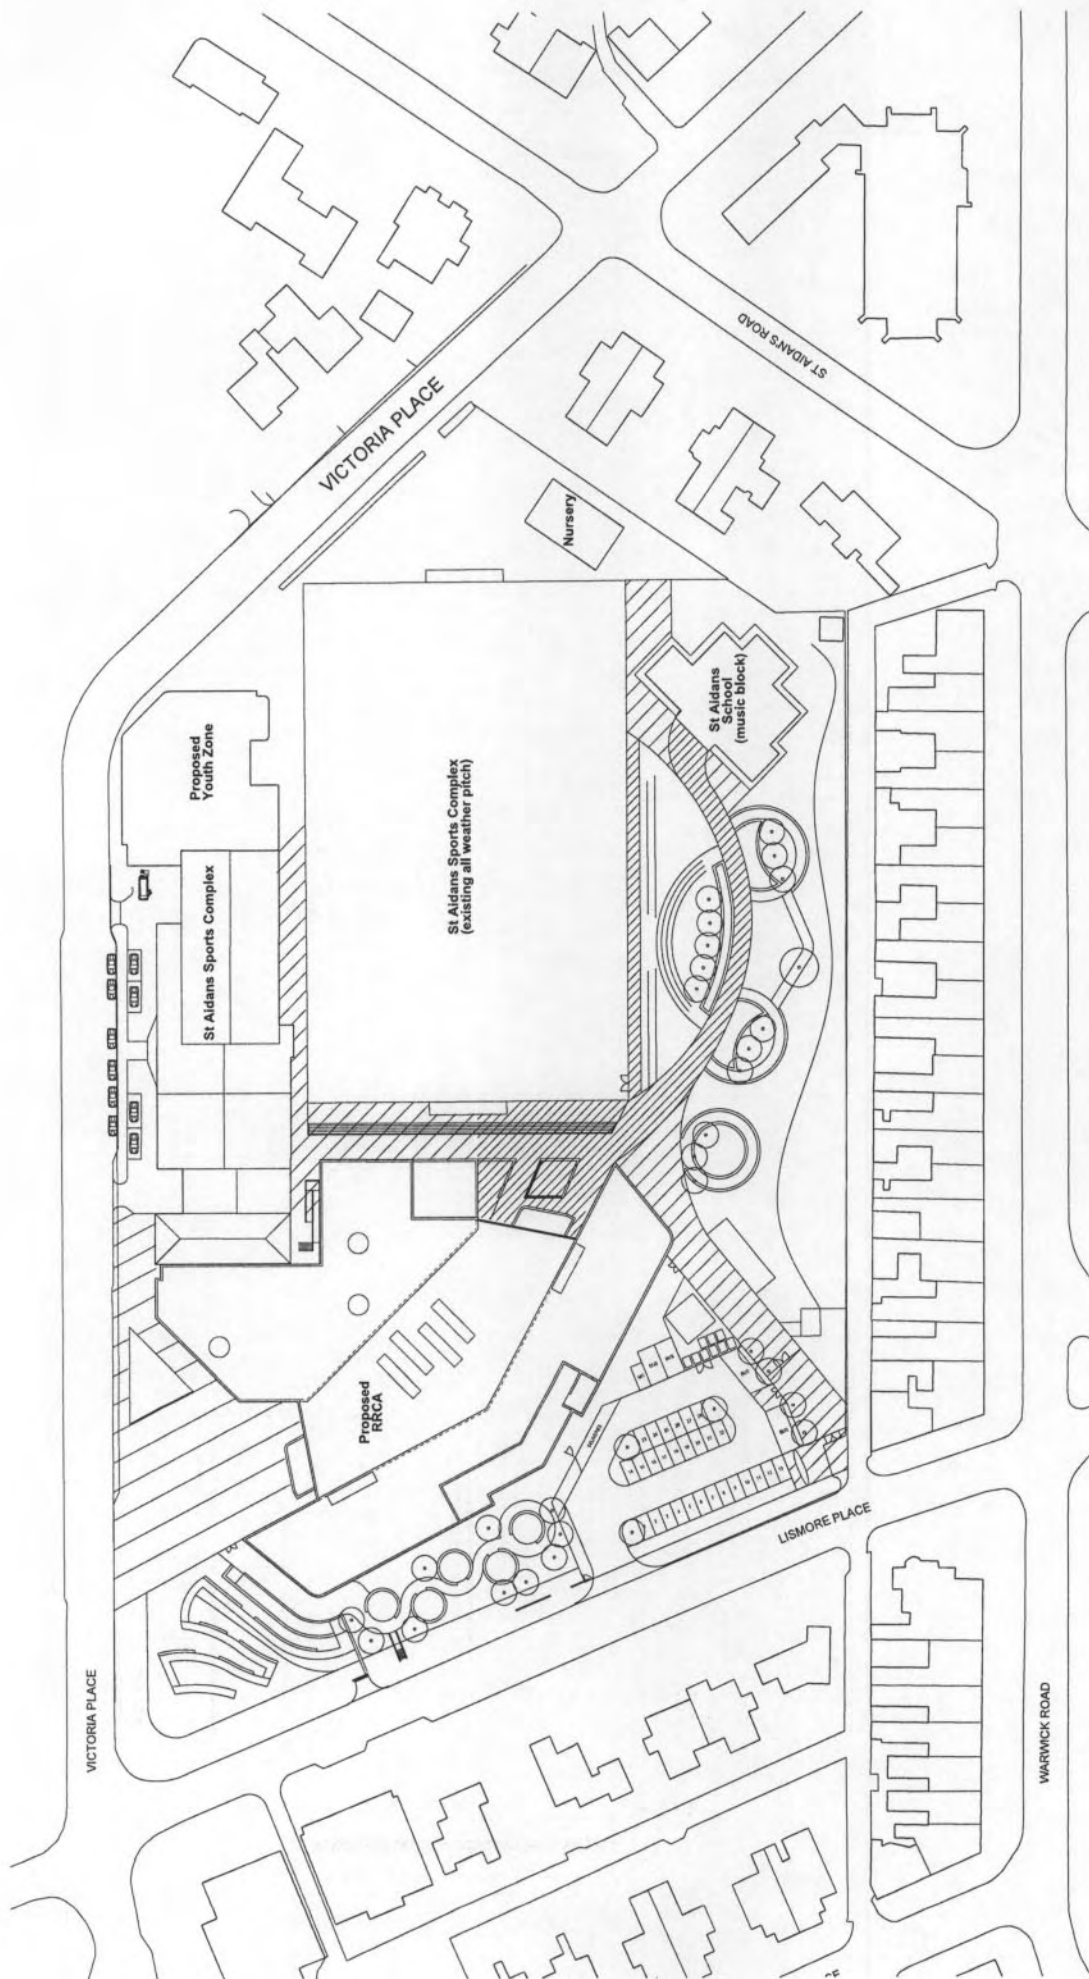 VICTORIA PLACE
ST AIDAN'S ROAD
Nursery
Proposed
Youth Zone
St Aidans
School
(music block)
St Aidans Sports Complex
(existing all weather pitch)
St Aidans Sports Complex
Proposed
RRCA
LISMORE PLACE
VICTORIA PLACE
WARWICK ROAD